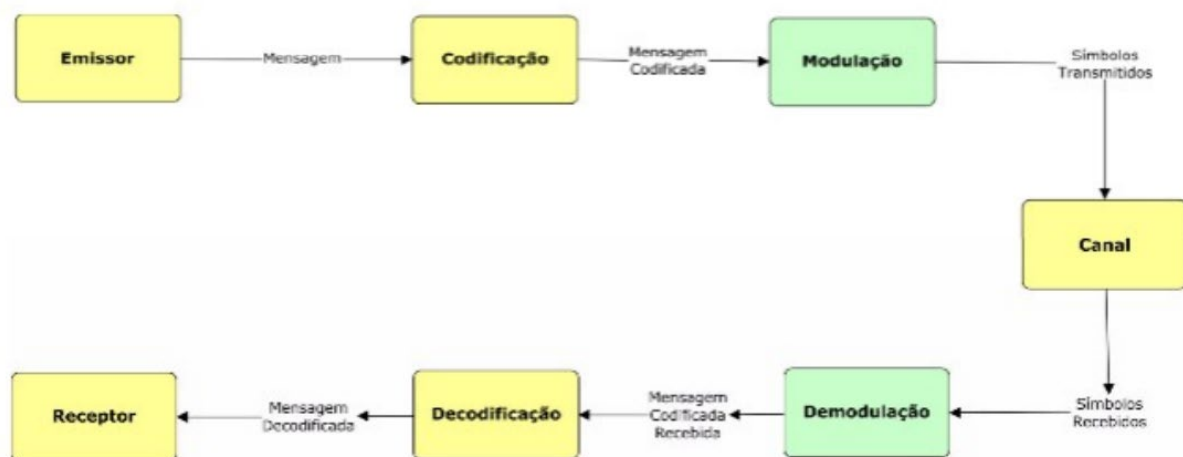 Emissor
Mensagem
Codificação
Mensagem
Codificada
Modulação
Símbolos
Transmitidos
Canal
Símbolos
Recebidos
Demodulação
Mensagem
Codificada
Recebida
Decodificação
Mensagem
Decodificada
Receptor